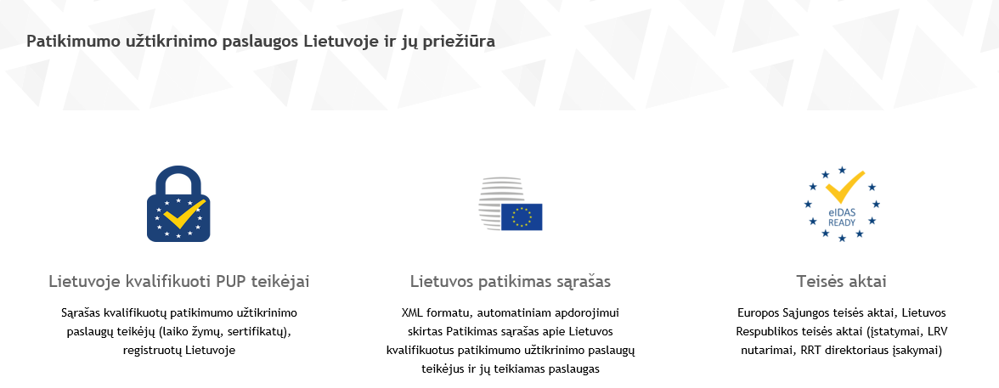 Patikimumo užtikrinimo paslaugos Lietuvoje ir jų priežiūra
eIDAS
READY
Lietuvoje kvalifikuoti PUP teikėjai
Sąrašas kvalifikuotų patikimumo užtikrinimo
paslaugų teikėjų (laiko žymų, sertifikatų),
registruotų Lietuvoje
Lietuvos patikimas sąrašas
XML formatu, automatiniam apdorojimui
skirtas Patikimas sąrašas apie Lietuvos
kvalifikuotus patikimumo užtikrinimo paslaugų
teikėjus ir jų teikiamas paslaugas
Teisės aktai
Europos Sąjungos teisės aktai, Lietuvos
Respublikos teisės aktai (įstatymai, LRV
nutarimai, RRT direktoriaus įsakymai)